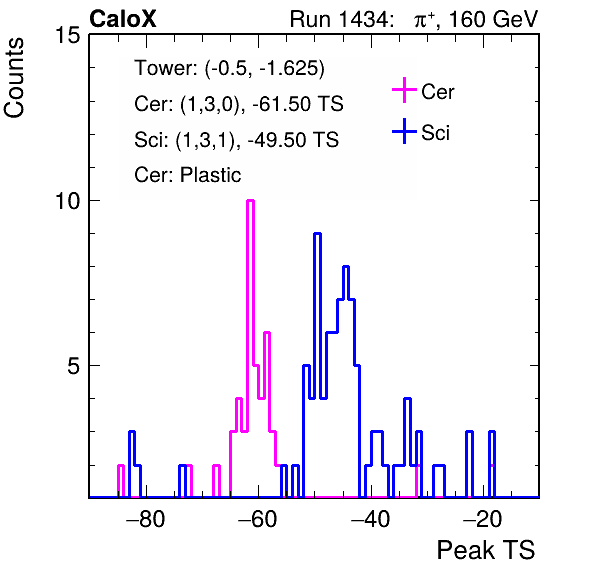 CaloX Run 1434: π⁺, 160 GeV
Counts
15
10
5
Tower: (-0.5, -1.625)
Cer: (1,3,0), -61.50 TS
Sci: (1,3,1), -49.50 TS
Cer: Plastic
Cer
Sci
−80 −60 −40 −20
Peak TS